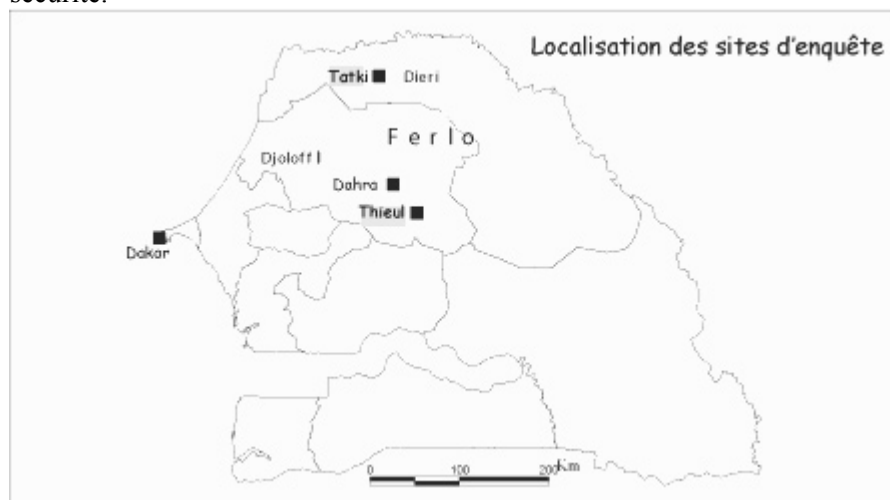 sécurité.
Localisation des sites d'enquête
Tatki
Dieri
Ferlo
Djoloff
Dahra
Thieul
Dakar
0 100 200 Km